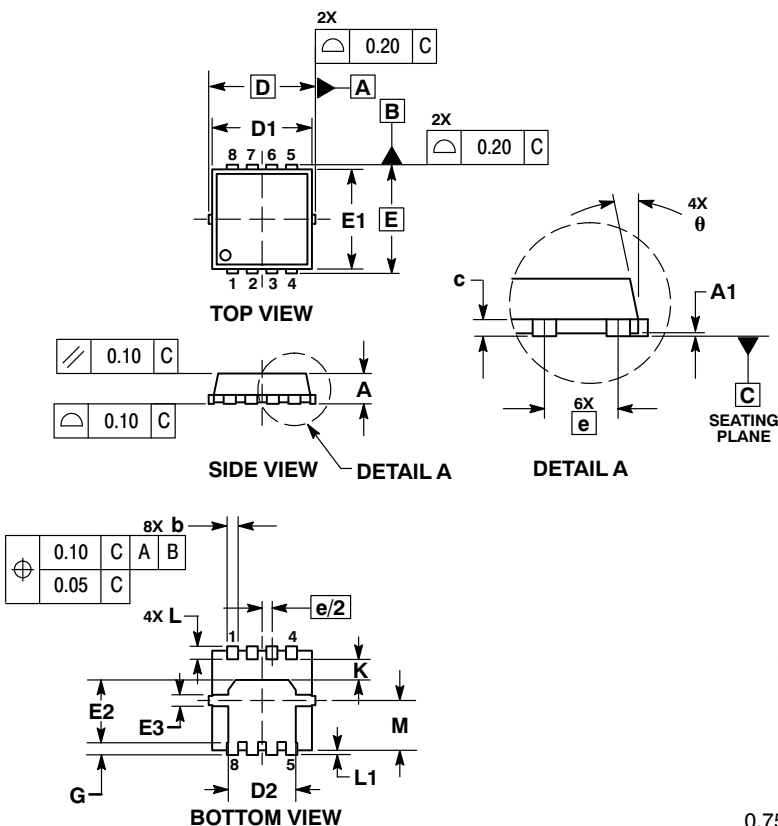 2X
0.20 C
D A
D1
B
2X
0.20 C
8 7 6 5
E1 E
1 2 3 4
TOP VIEW
4X
θ
c
A1
6X
e
C
SEATING
PLANE
DETAIL A
// 0.10 C
A
0.10 C
SIDE VIEW
DETAIL A
8X b
0.10 C A B
0.05 C
e/2
4X L
1 4
K
E2
E3
M
8 5
G
D2
L1
BOTTOM VIEW